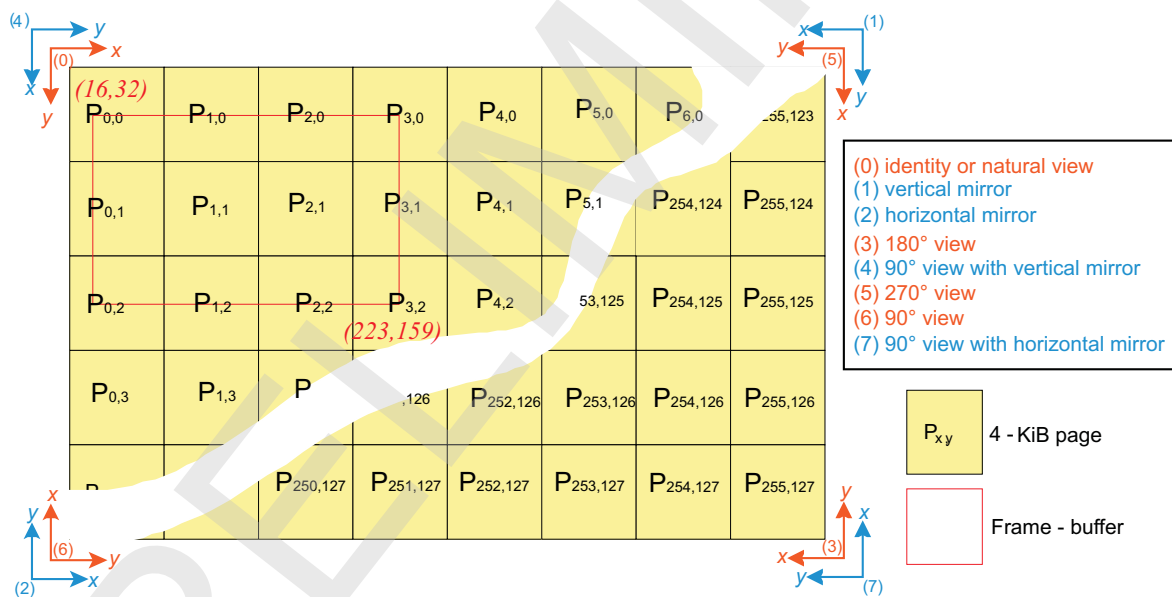 (4) y (0) x x y
(16,32)
P0,0 P1,0 P2,0 P3,0 P4,0 P5,0 P6,0 255,123
x (1) y (5) y x
P0,1 P1,1 P2,1 P3,1 P4,1 P5,1 P254,124 P255,124
P0,2 P1,2 P2,2 P3,2 P4,2 53,125 P254,125 P255,125
(223,159)
P0,3 P1,3 P ,126 P252,126 P253,126 P254,126 P255,126
P250,127 P251,127 P252,127 P253,127 P254,127 P255,127
x y (6) y (2) x
y x (3) x y (7)
(0) identity or natural view
(1) vertical mirror
(2) horizontal mirror
(3) 180° view
(4) 90° view with vertical mirror
(5) 270° view
(6) 90° view
(7) 90° view with horizontal mirror
Px,y 4 - KiB page
Frame - buffer